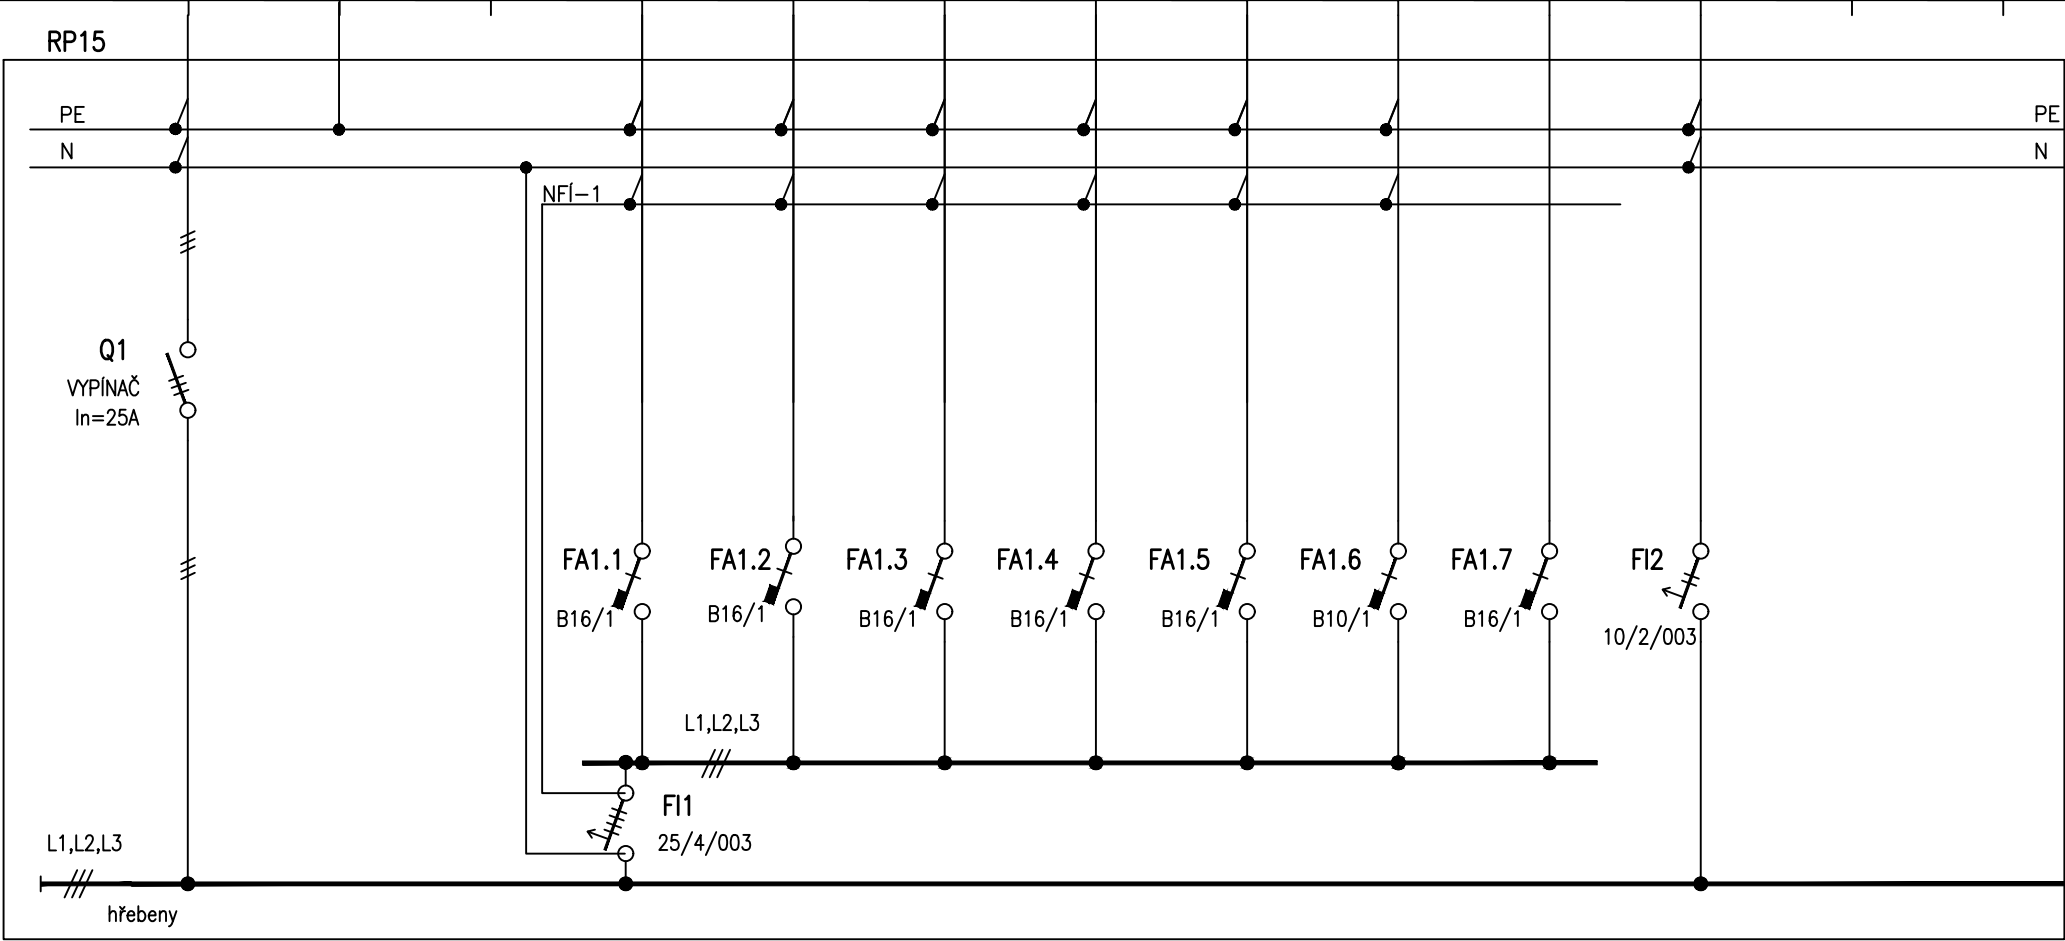 RP15
PE
PE
N
N
NFÍ-1
Q1
VYPÍNAČ
In=25A
FA1.1
B16/1
FA1.2
B16/1
FA1.3
B16/1
FA1.4
B16/1
FA1.5
B16/1
FA1.6
B10/1
FA1.7
B16/1
FI2
10/2/003
L1,L2,L3
FI1
25/4/003
L1,L2,L3
hřebeny